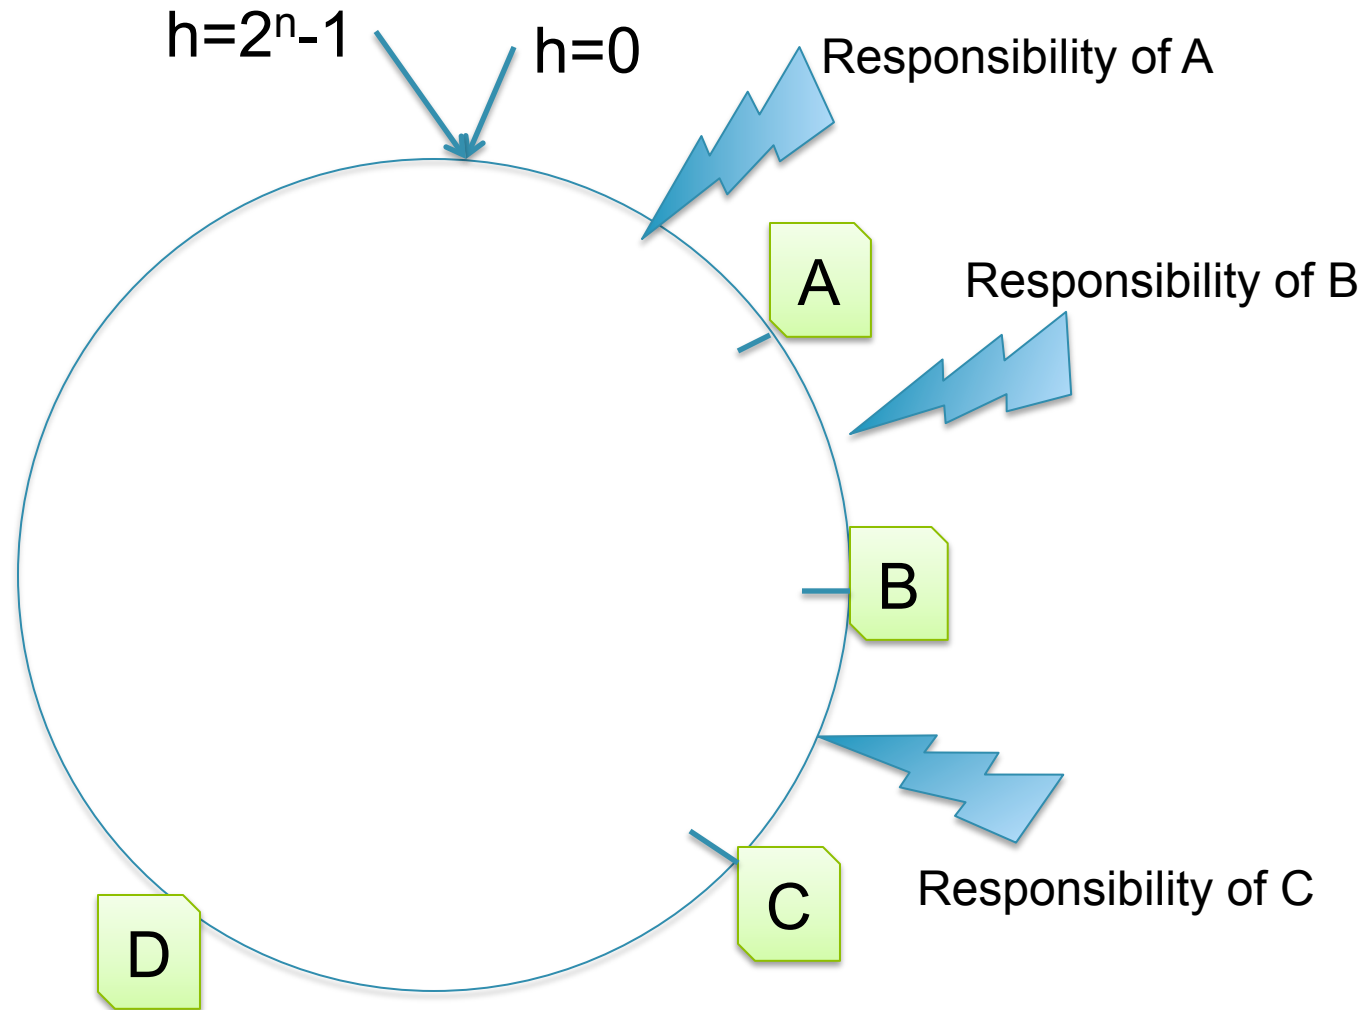 h=2ⁿ-1
h=0
Responsibility of A
A
Responsibility of B
B
C
Responsibility of C
D